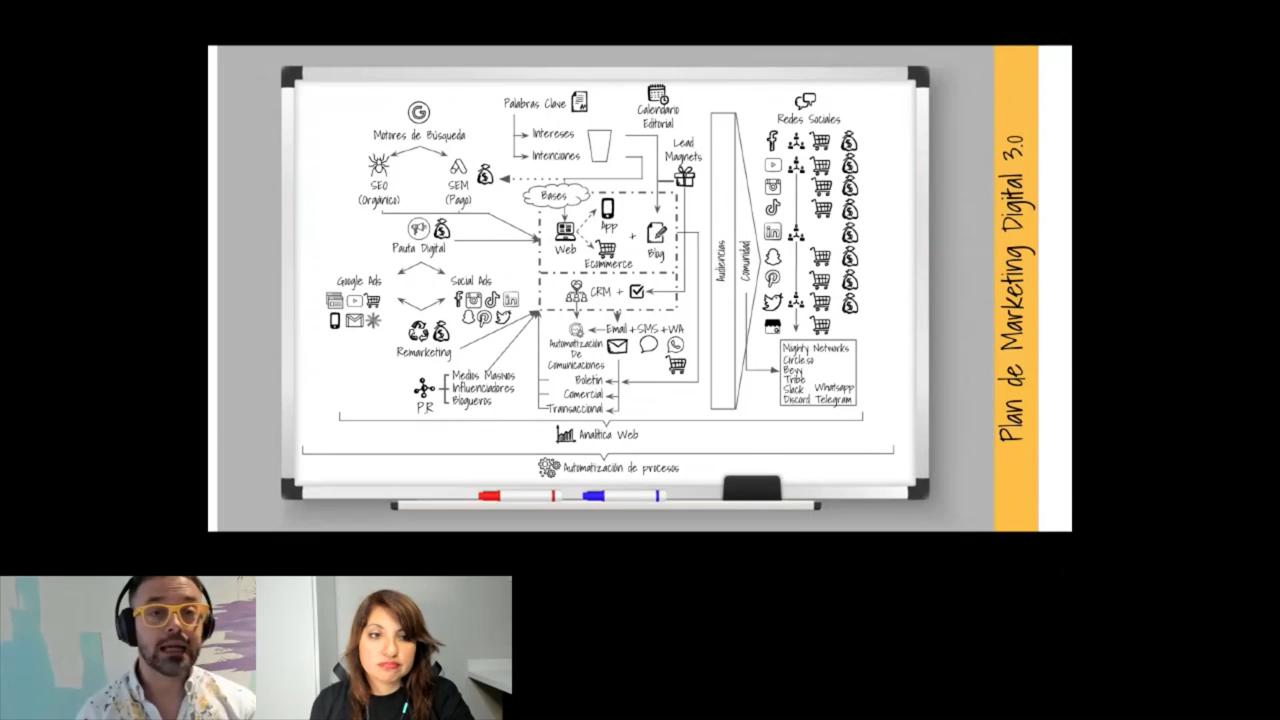 Plan de Marketing Digital 3.0
Motores de Búsqueda
SEO
(Orgánico)
SEM
(Pago)
Pauta Digital
Google Ads
Social Ads
Remarketing
P.R
Medios Masivos
Influenciadores
Blogueros
Palabras Clave
Intereses
Intenciones
Calendario
Editorial
Lead
Magnets
Bases
App
Web
+
Blog
Ecommerce
CRM +
Email + SMS + WA
Automatización
De
Comunicaciones
Boletín
Comercial
Transaccional
Audiencias
Comunidad
Redes Sociales
Mighty Networks
Circle.so
Bevy
Tribe
Slack Whatsapp
Discord Telegram
Analítica Web
Automatización de procesos